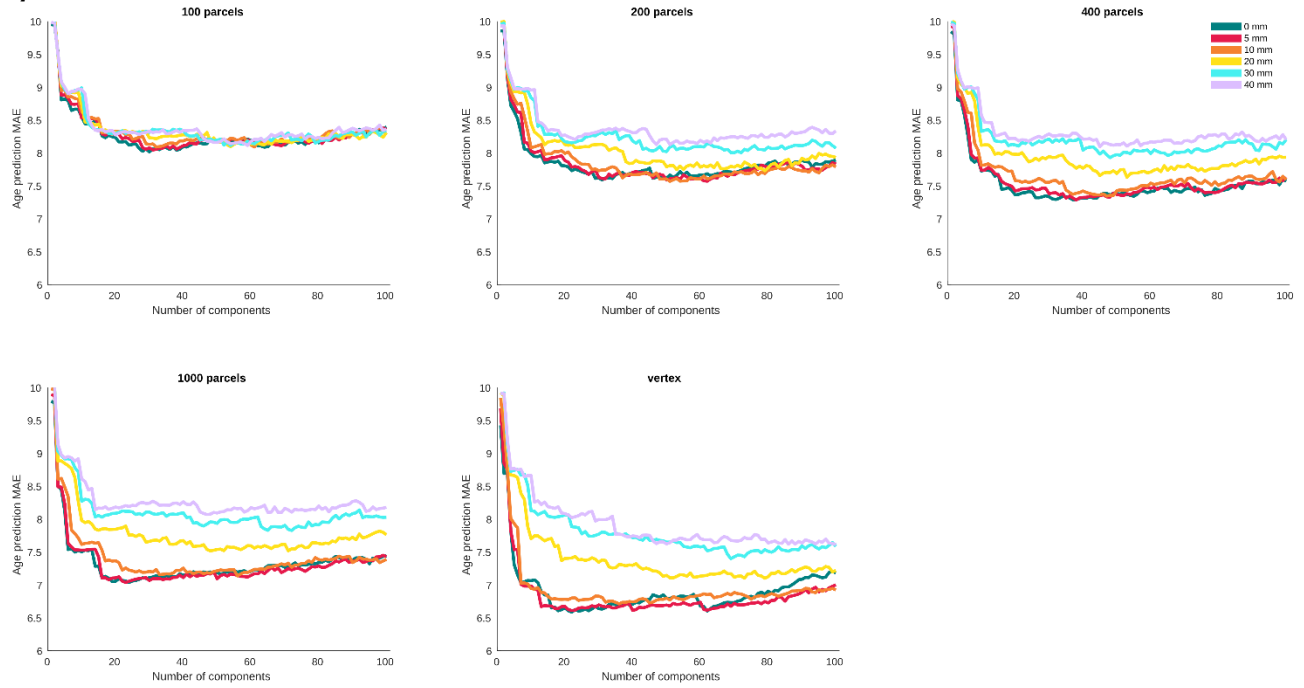 100 parcels
10
9.5
9
8.5
8
7.5
7
6.5
6
Age prediction MAE
0 20 40 60 80 100
Number of components
200 parcels
10
9.5
9
8.5
8
7.5
7
6.5
6
Age prediction MAE
0 20 40 60 80 100
Number of components
400 parcels
10
9.5
9
8.5
8
7.5
7
6.5
6
Age prediction MAE
0 20 40 60 80 100
Number of components
0 mm
5 mm
10 mm
20 mm
30 mm
40 mm
1000 parcels
10
9.5
9
8.5
8
7.5
7
6.5
6
Age prediction MAE
0 20 40 60 80 100
Number of components
vertex
10
9.5
9
8.5
8
7.5
7
6.5
6
Age prediction MAE
0 20 40 60 80 100
Number of components